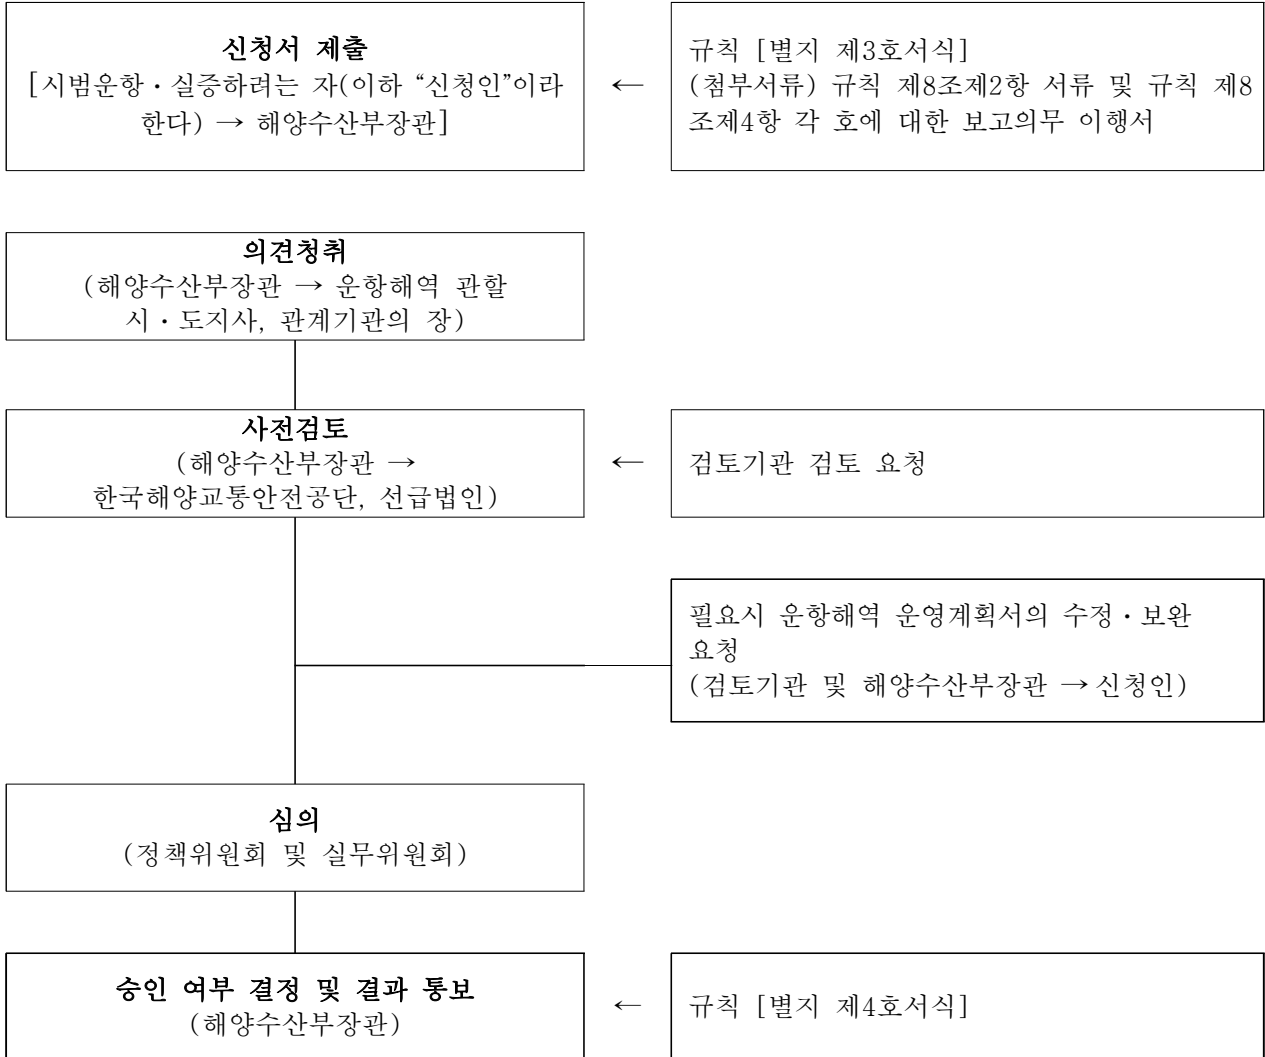 신청서 제출
[시범운항·실증하려는 자(이하 “신청인”이라
한다) → 해양수산부장관]
←
규칙 [별지 제3호서식]
(첨부서류) 규칙 제8조제2항 서류 및 규칙 제8
조제4항 각 호에 대한 보고의무 이행서
의견청취
(해양수산부장관 → 운항해역 관할
시·도지사, 관계기관의 장)
사전검토
(해양수산부장관 →
한국해양교통안전공단, 선급법인)
←
검토기관 검토 요청
필요시 운항해역 운영계획서의 수정·보완
요청
(검토기관 및 해양수산부장관 → 신청인)
심의
(정책위원회 및 실무위원회)
승인 여부 결정 및 결과 통보
(해양수산부장관)
←
규칙 [별지 제4호서식]